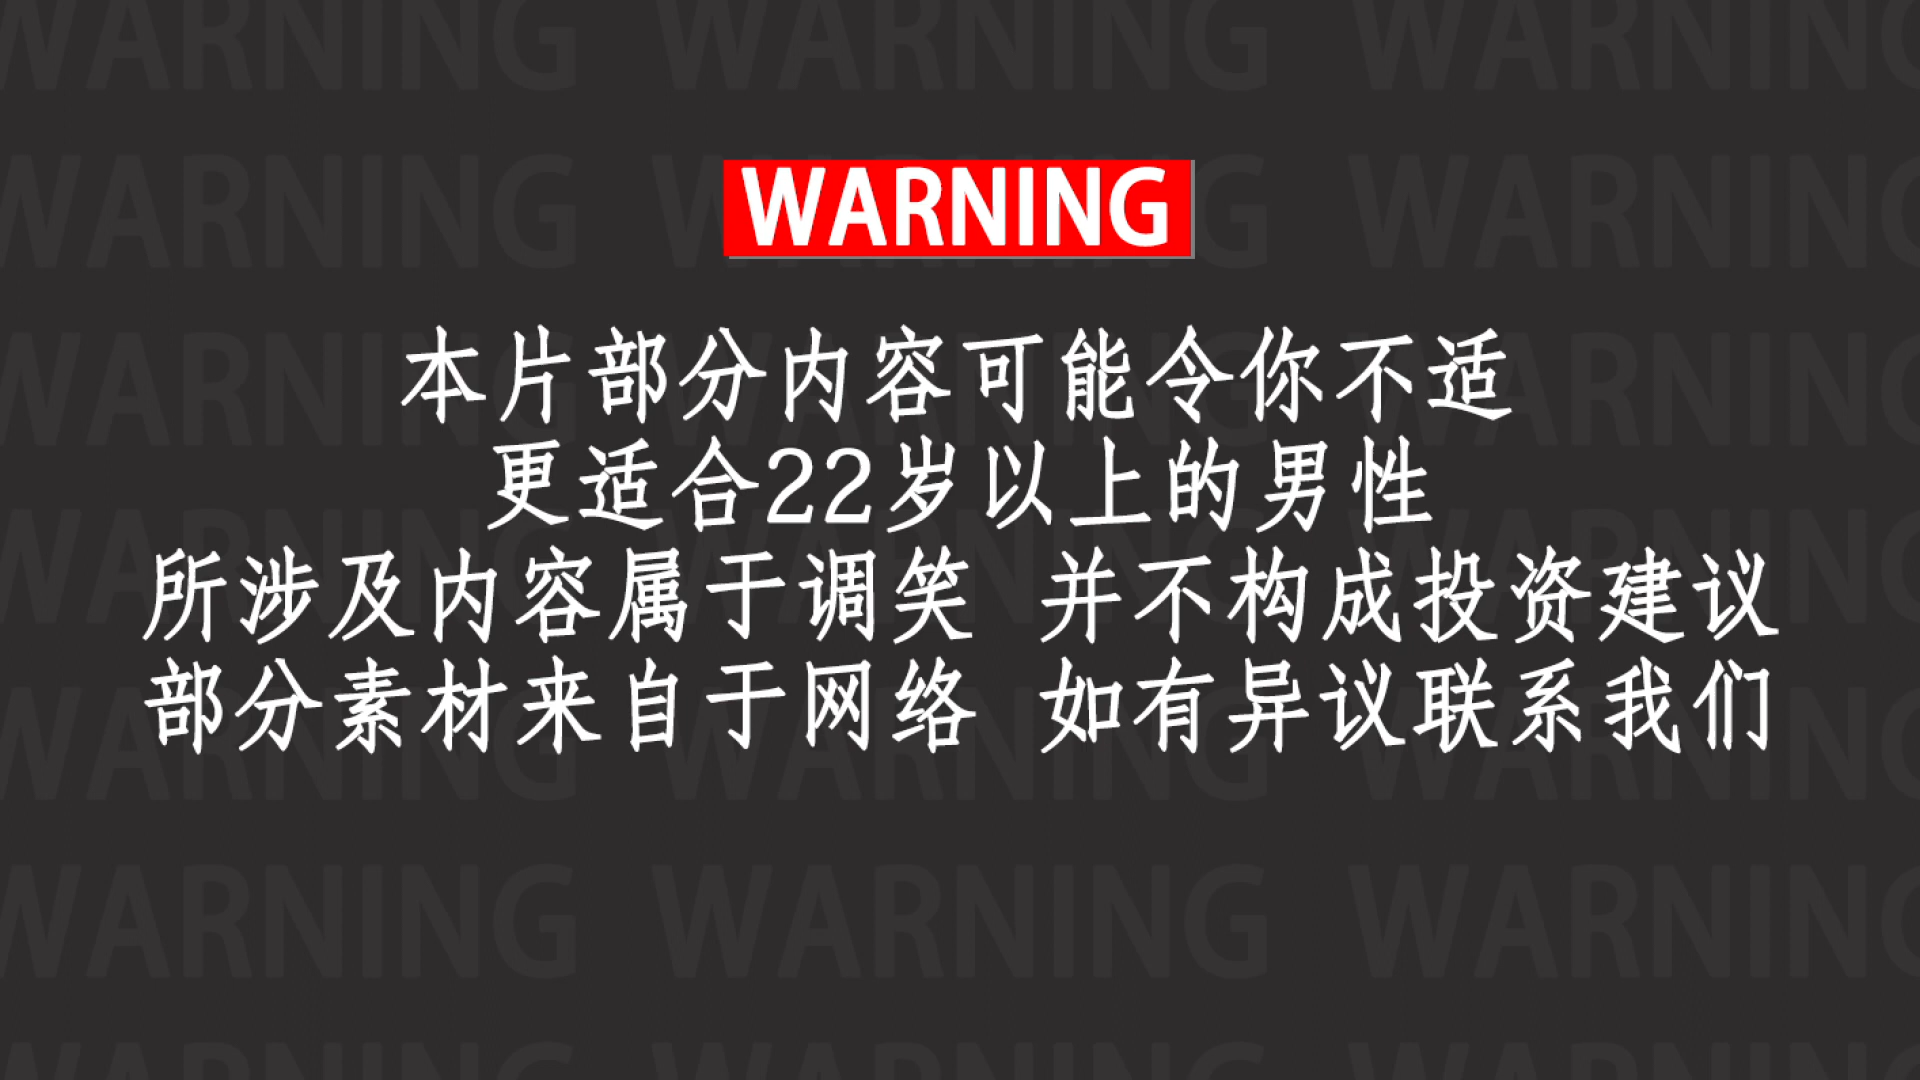 WARNING
本片部分内容可能令你不适
更适合22岁以上的男性
所涉及内容属于调笑 并不构成投资建议
部分素材来自于网络 如有异议联系我们